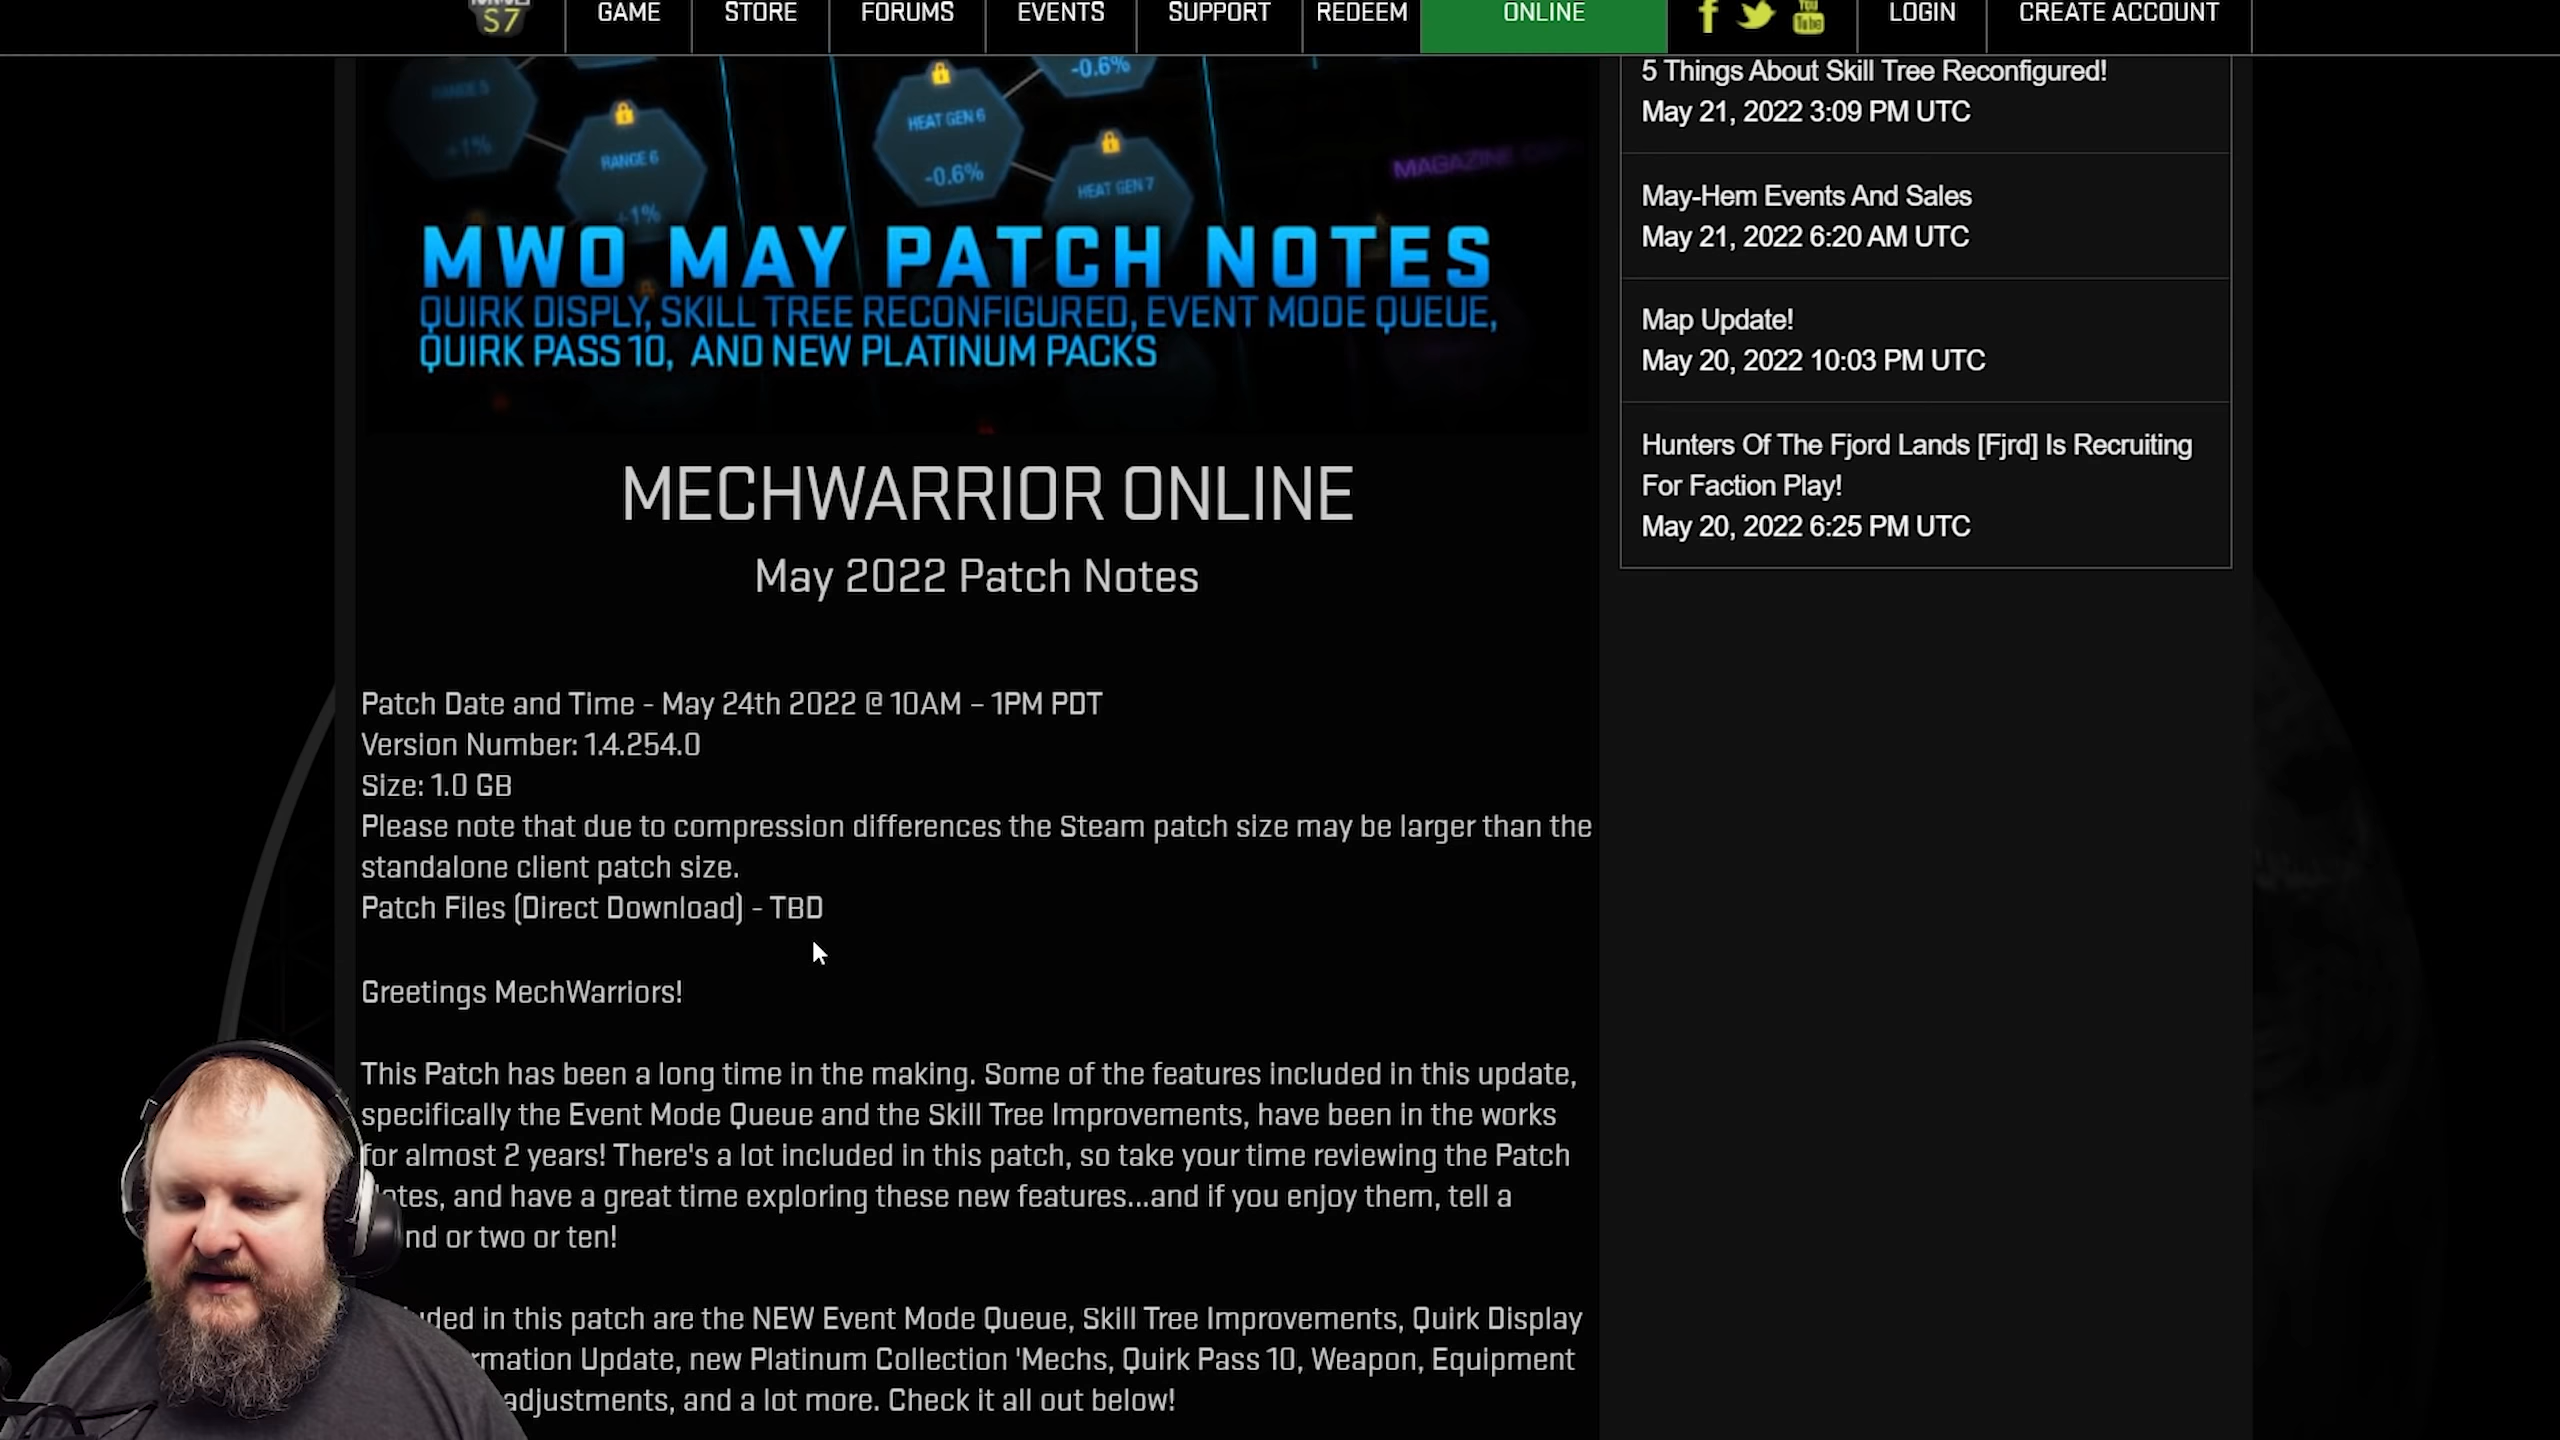 S7
GAME
STORE
FORUMS
EVENTS
SUPPORT
REDEEM
ONLINE
f
You
Tube
LOGIN
CREATE ACCOUNT
RANGE 5
+1%
RANGE 6
+1%
HEAT GEN 6
-0.6%
-0.6%
HEAT GEN 7
MAGAZINE
MWO MAY PATCH NOTES
QUIRK DISPLY, SKILL TREE RECONFIGURED, EVENT MODE QUEUE,
QUIRK PASS 10, AND NEW PLATINUM PACKS
MECHWARRIOR ONLINE
May 2022 Patch Notes
Patch Date and Time - May 24th 2022 @ 10AM – 1PM PDT
Version Number: 1.4.254.0
Size: 1.0 GB
Please note that due to compression differences the Steam patch size may be larger than the
standalone client patch size.
Patch Files (Direct Download) - TBD
Greetings MechWarriors!
This Patch has been a long time in the making. Some of the features included in this update,
specifically the Event Mode Queue and the Skill Tree Improvements, have been in the works
for almost 2 years! There's a lot included in this patch, so take your time reviewing the Patch
tes, and have a great time exploring these new features...and if you enjoy them, tell a
nd or two or ten!
ded in this patch are the NEW Event Mode Queue, Skill Tree Improvements, Quirk Display
rmation Update, new Platinum Collection 'Mechs, Quirk Pass 10, Weapon, Equipment
adjustments, and a lot more. Check it all out below!
5 Things About Skill Tree Reconfigured!
May 21, 2022 3:09 PM UTC
May-Hem Events And Sales
May 21, 2022 6:20 AM UTC
Map Update!
May 20, 2022 10:03 PM UTC
Hunters Of The Fjord Lands [Fjrd] Is Recruiting
For Faction Play!
May 20, 2022 6:25 PM UTC